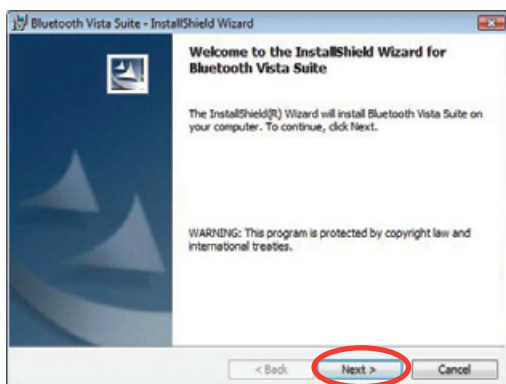 Bluetooth Vista Suite - InstallShield Wizard
Welcome to the InstallShield Wizard for
Bluetooth Vista Suite
The InstallShield(R) Wizard will install Bluetooth Vista Suite on
your computer. To continue, click Next.
WARNING: This program is protected by copyright law and
international treaties.
< Back Next > Cancel